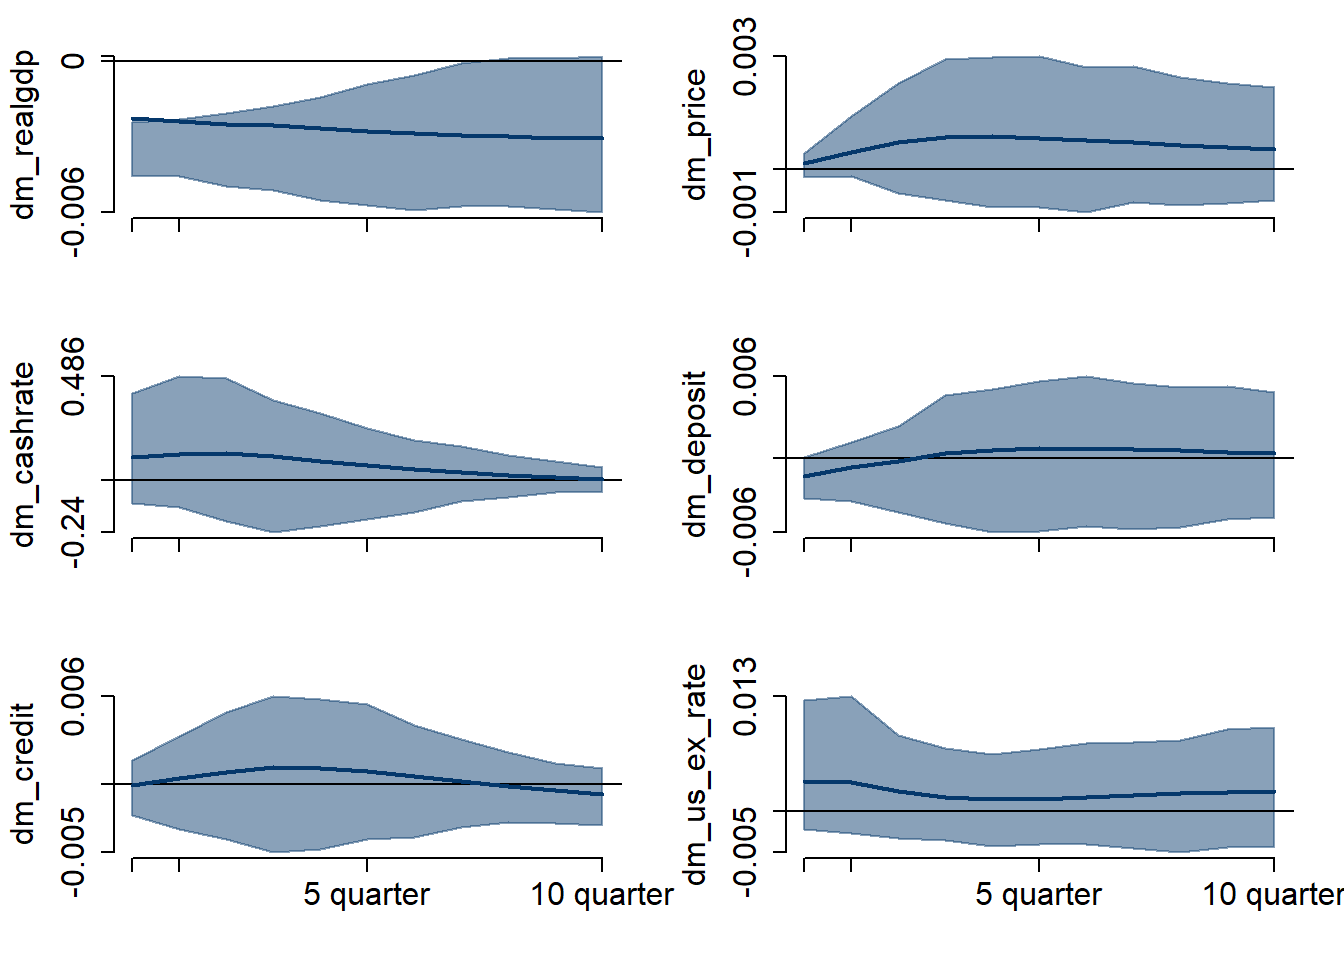 dm_realgdp
0
-0.006
dm_price
0.003
-0.001
dm_cashrate
0.486
-0.24
dm_deposit
0.006
-0.006
dm_credit
0.006
-0.005
5 quarter
10 quarter
dm_us_ex_rate
0.013
-0.005
5 quarter
10 quarter